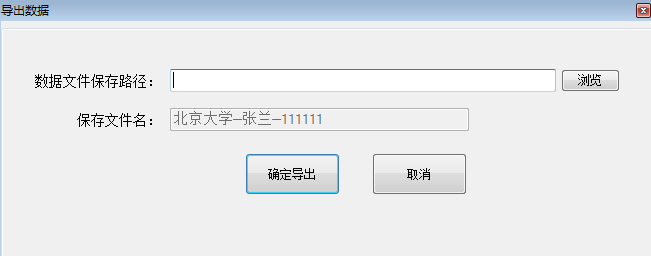 导出数据
数据文件保存路径： 浏览
保存文件名： 北京大学–张兰–111111
确定导出 取消